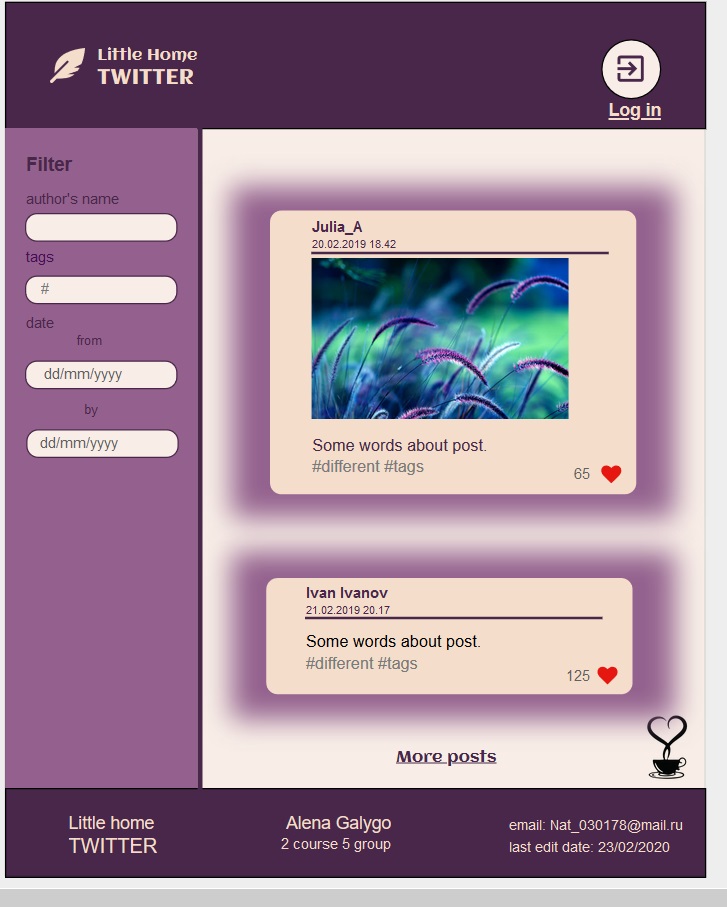 Little Home
TWITTER
Log in
Filter
author's name
tags
#
date
from
dd/mm/yyyy
by
dd/mm/yyyy
Julia_A
20.02.2019 18.42
Some words about post.
#different #tags
65
Ivan Ivanov
21.02.2019 20.17
Some words about post.
#different #tags
125
More posts
Little home
TWITTER
Alena Galygo
2 course 5 group
email: Nat_030178@mail.ru
last edit date: 23/02/2020